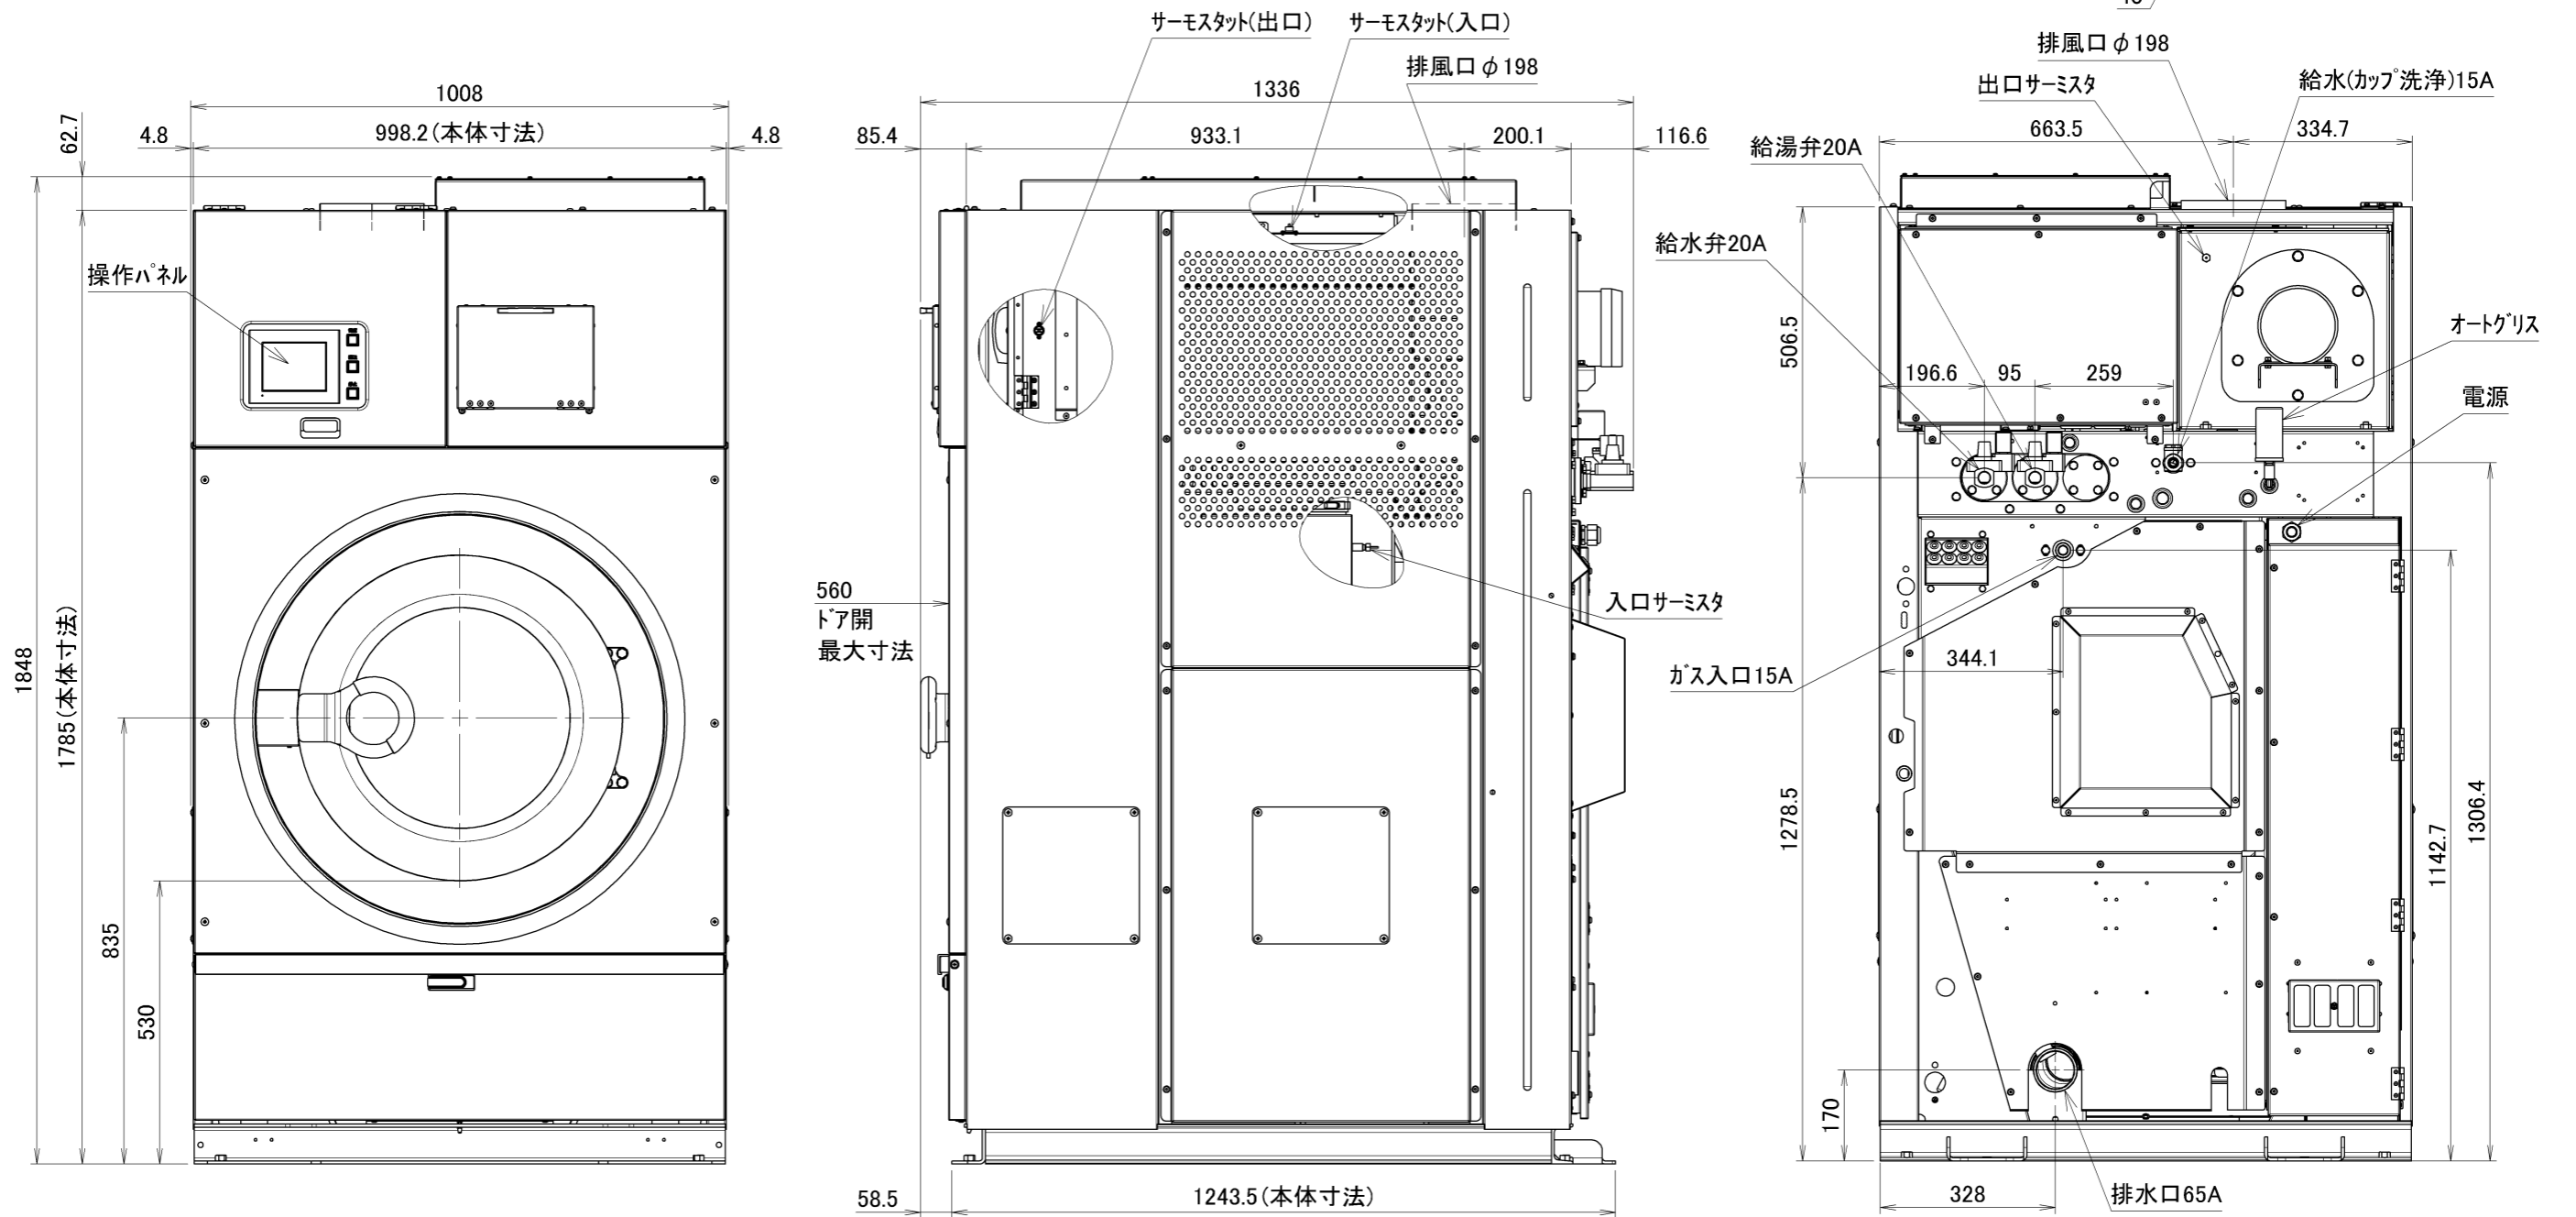 1008
62.7
4.8
998.2(本体寸法)
4.8
操作パネル
1848
1785(本体寸法)
835
530
サーモスタット(出口)
サーモスタット(入口)
排風口φ198
1336
85.4
933.1
200.1
116.6
560
ドア開
最大寸法
入口サーミスタ
58.5
1243.5(本体寸法)
排風口φ198
出口サーミスタ
給水(カップ洗浄)15A
663.5
334.7
給湯弁20A
給水弁20A
506.5
196.6
95
259
オートグリス
電源
344.1
ガス入口15A
1278.5
1142.7
1306.4
170
328
排水口65A